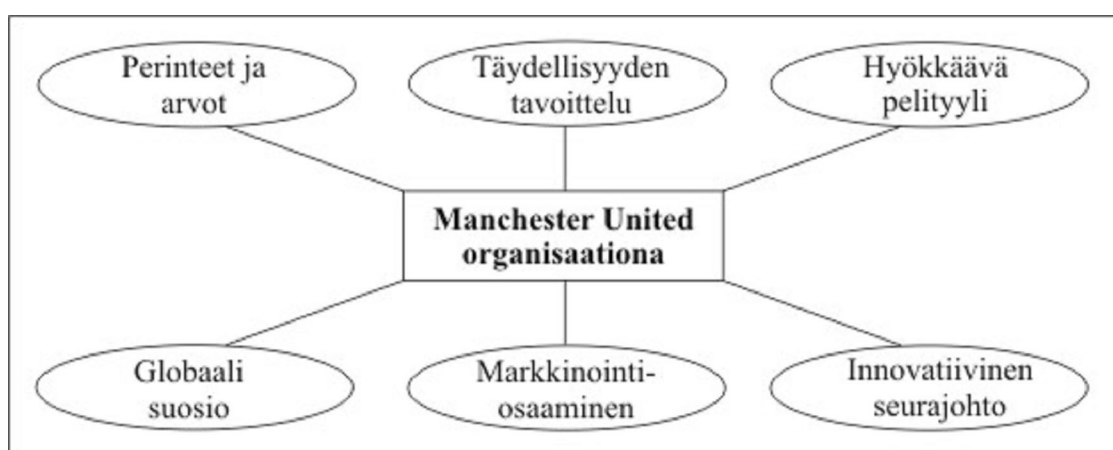 Perinteet ja
arvot
Täydellisyyden
tavoittelu
Hyökkäävä
pelityyli
Manchester United
organisaationa
Globaali
suosio
Markkinointi-
osaaminen
Innovatiivinen
seurajohto